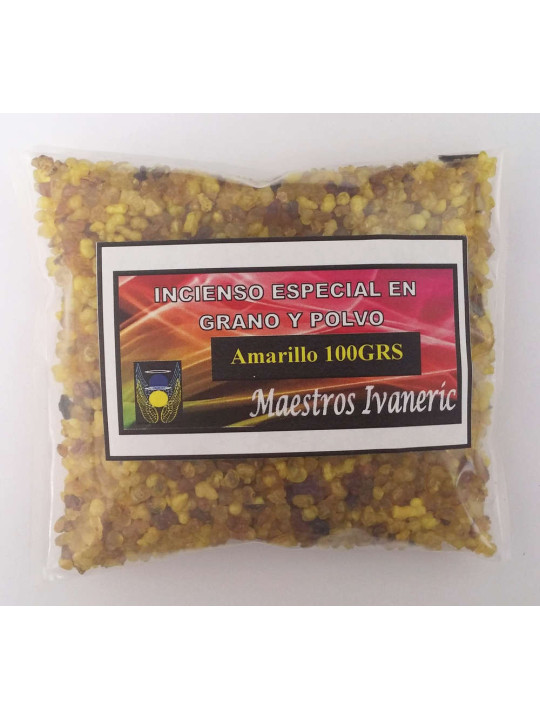 INCIENSO ESPECIAL EN
GRANO Y POLVO
Amarillo 100GRS
Maestros Ivaneric